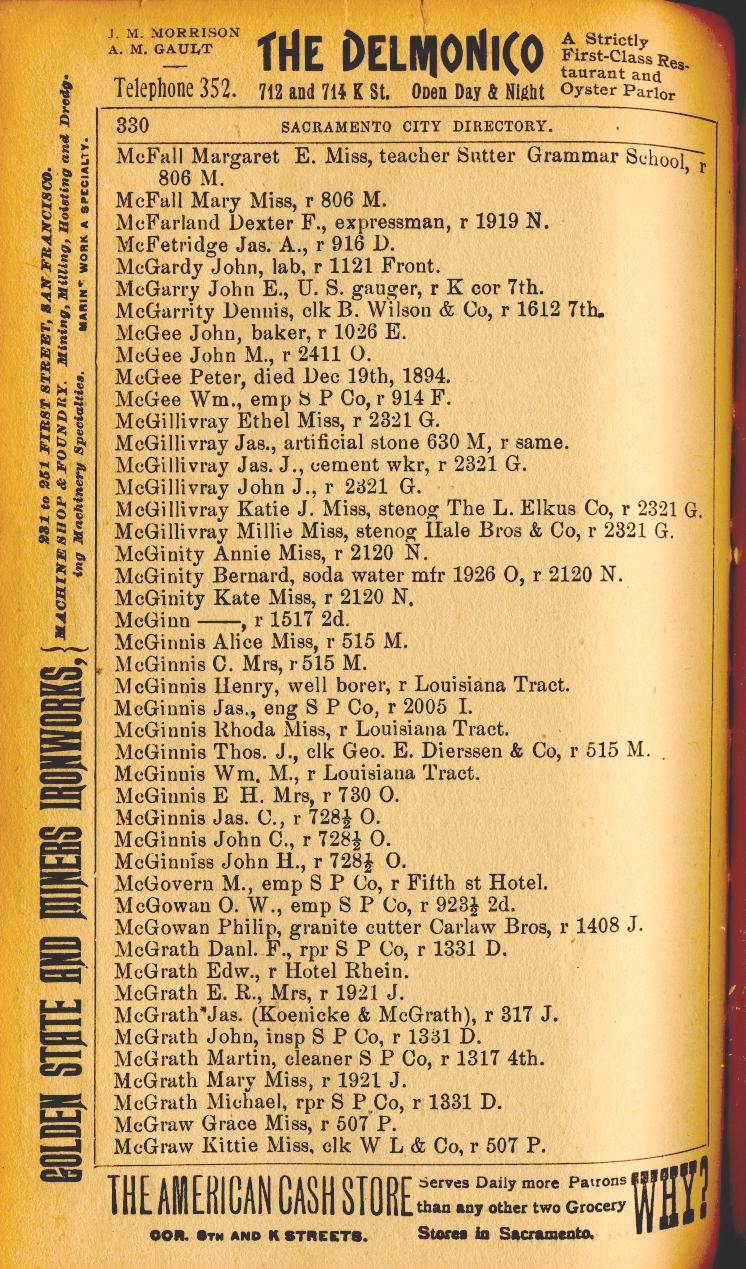 J. M. MORRISON
A. M. GAULT
Telephone 352.
THE DELMONICO
712 and 714 K St. Open Day & Night
A Strictly
First-Class Res-
taurant and
Oyster Parlor
330 SACRAMENTO CITY DIRECTORY.
McFall Margaret E. Miss, teacher Sutter Grammar School, r
806 M.
McFall Mary Miss, r 806 M.
McFarland Dexter F., expressman, r 1919 N.
McFetridge Jas. A., r 916 D.
McGardy John, lab, r 1121 Front.
McGarry John E., U. S. gauger, r K cor 7th.
McGarrity Dennis, clk B. Wilson & Co, r 1612 7th.
McGee John, baker, r 1026 E.
McGee John M., r 2411 O.
McGee Peter, died Dec 19th, 1894.
McGee Wm., emp S P Co, r 914 F.
McGillivray Ethel Miss, r 2321 G.
McGillivray Jas., artificial stone 630 M, r same.
McGillivray Jas. J., cement wkr, r 2321 G.
McGillivray John J., r 2321 G.
McGillivray Katie J. Miss, stenog The L. Elkus Co, r 2321 G.
McGillivray Millie Miss, stenog Hale Bros & Co, r 2321 G.
McGinity Annie Miss, r 2120 N.
McGinity Bernard, soda water mfr 1926 O, r 2120 N.
McGinity Kate Miss, r 2120 N.
McGinn ——, r 1517 2d.
McGinnis Alice Miss, r 515 M.
McGinnis C. Mrs, r 515 M.
McGinnis Henry, well borer, r Louisiana Tract.
McGinnis Jas., eng S P Co, r 2005 I.
McGinnis Rhoda Miss, r Louisiana Tract.
McGinnis Thos. J., clk Geo. E. Dierssen & Co, r 515 M.
McGinnis Wm. M., r Louisiana Tract.
McGinnis E H. Mrs, r 730 O.
McGinnis Jas. C., r 728½ O.
McGinnis John C., r 728½ O.
McGinniss John H., r 728½ O.
McGovern M., emp S P Co, r Fifth st Hotel.
McGowan O. W., emp S P Co, r 923½ 2d.
McGowan Philip, granite cutter Carlaw Bros, r 1408 J.
McGrath Danl. F., rpr S P Co, r 1331 D.
McGrath Edw., r Hotel Rhein.
McGrath E. R., Mrs, r 1921 J.
McGrath Jas. (Koenicke & McGrath), r 317 J.
McGrath John, insp S P Co, r 1331 D.
McGrath Martin, cleaner S P Co, r 1317 4th.
McGrath Mary Miss, r 1921 J.
McGrath Michael, rpr S P Co, r 1331 D.
McGraw Grace Miss, r 507 P.
McGraw Kittie Miss, clk W L & Co, r 507 P.
GOLDEN STATE AND MINERS IRONWORKS,
231 to 251 FIRST STREET, SAN FRANCISCO.
MACHINE SHOP & FOUNDRY. Mining, Milling, Hoisting and Dredg-
ing Machinery Specialties. MARINE WORK A SPECIALTY.
THE AMERICAN CASH STORE
COR. 8TH AND K STREETS.
Serves Daily more Patrons
than any other two Grocery
Stores in Sacramento.
WHY?